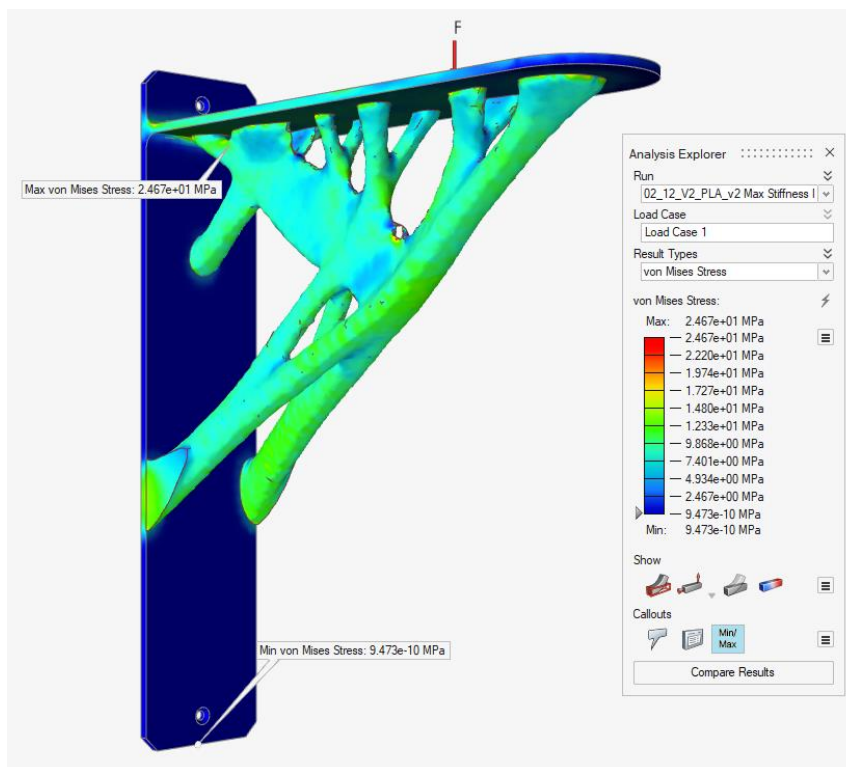 F
Max von Mises Stress: 2.467e+01 MPa
Min von Mises Stress: 9.473e-10 MPa
Analysis Explorer
Run
02_12_V2_PLA_v2 Max Stiffness
Load Case
Load Case 1
Result Types
von Mises Stress
von Mises Stress:
Max: 2.467e+01 MPa
2.467e+01 MPa
2.220e+01 MPa
1.974e+01 MPa
1.727e+01 MPa
1.480e+01 MPa
1.233e+01 MPa
9.868e+00 MPa
7.401e+00 MPa
4.934e+00 MPa
2.467e+00 MPa
9.473e-10 MPa
Min: 9.473e-10 MPa
Show
Callouts
Min/
Max
Compare Results